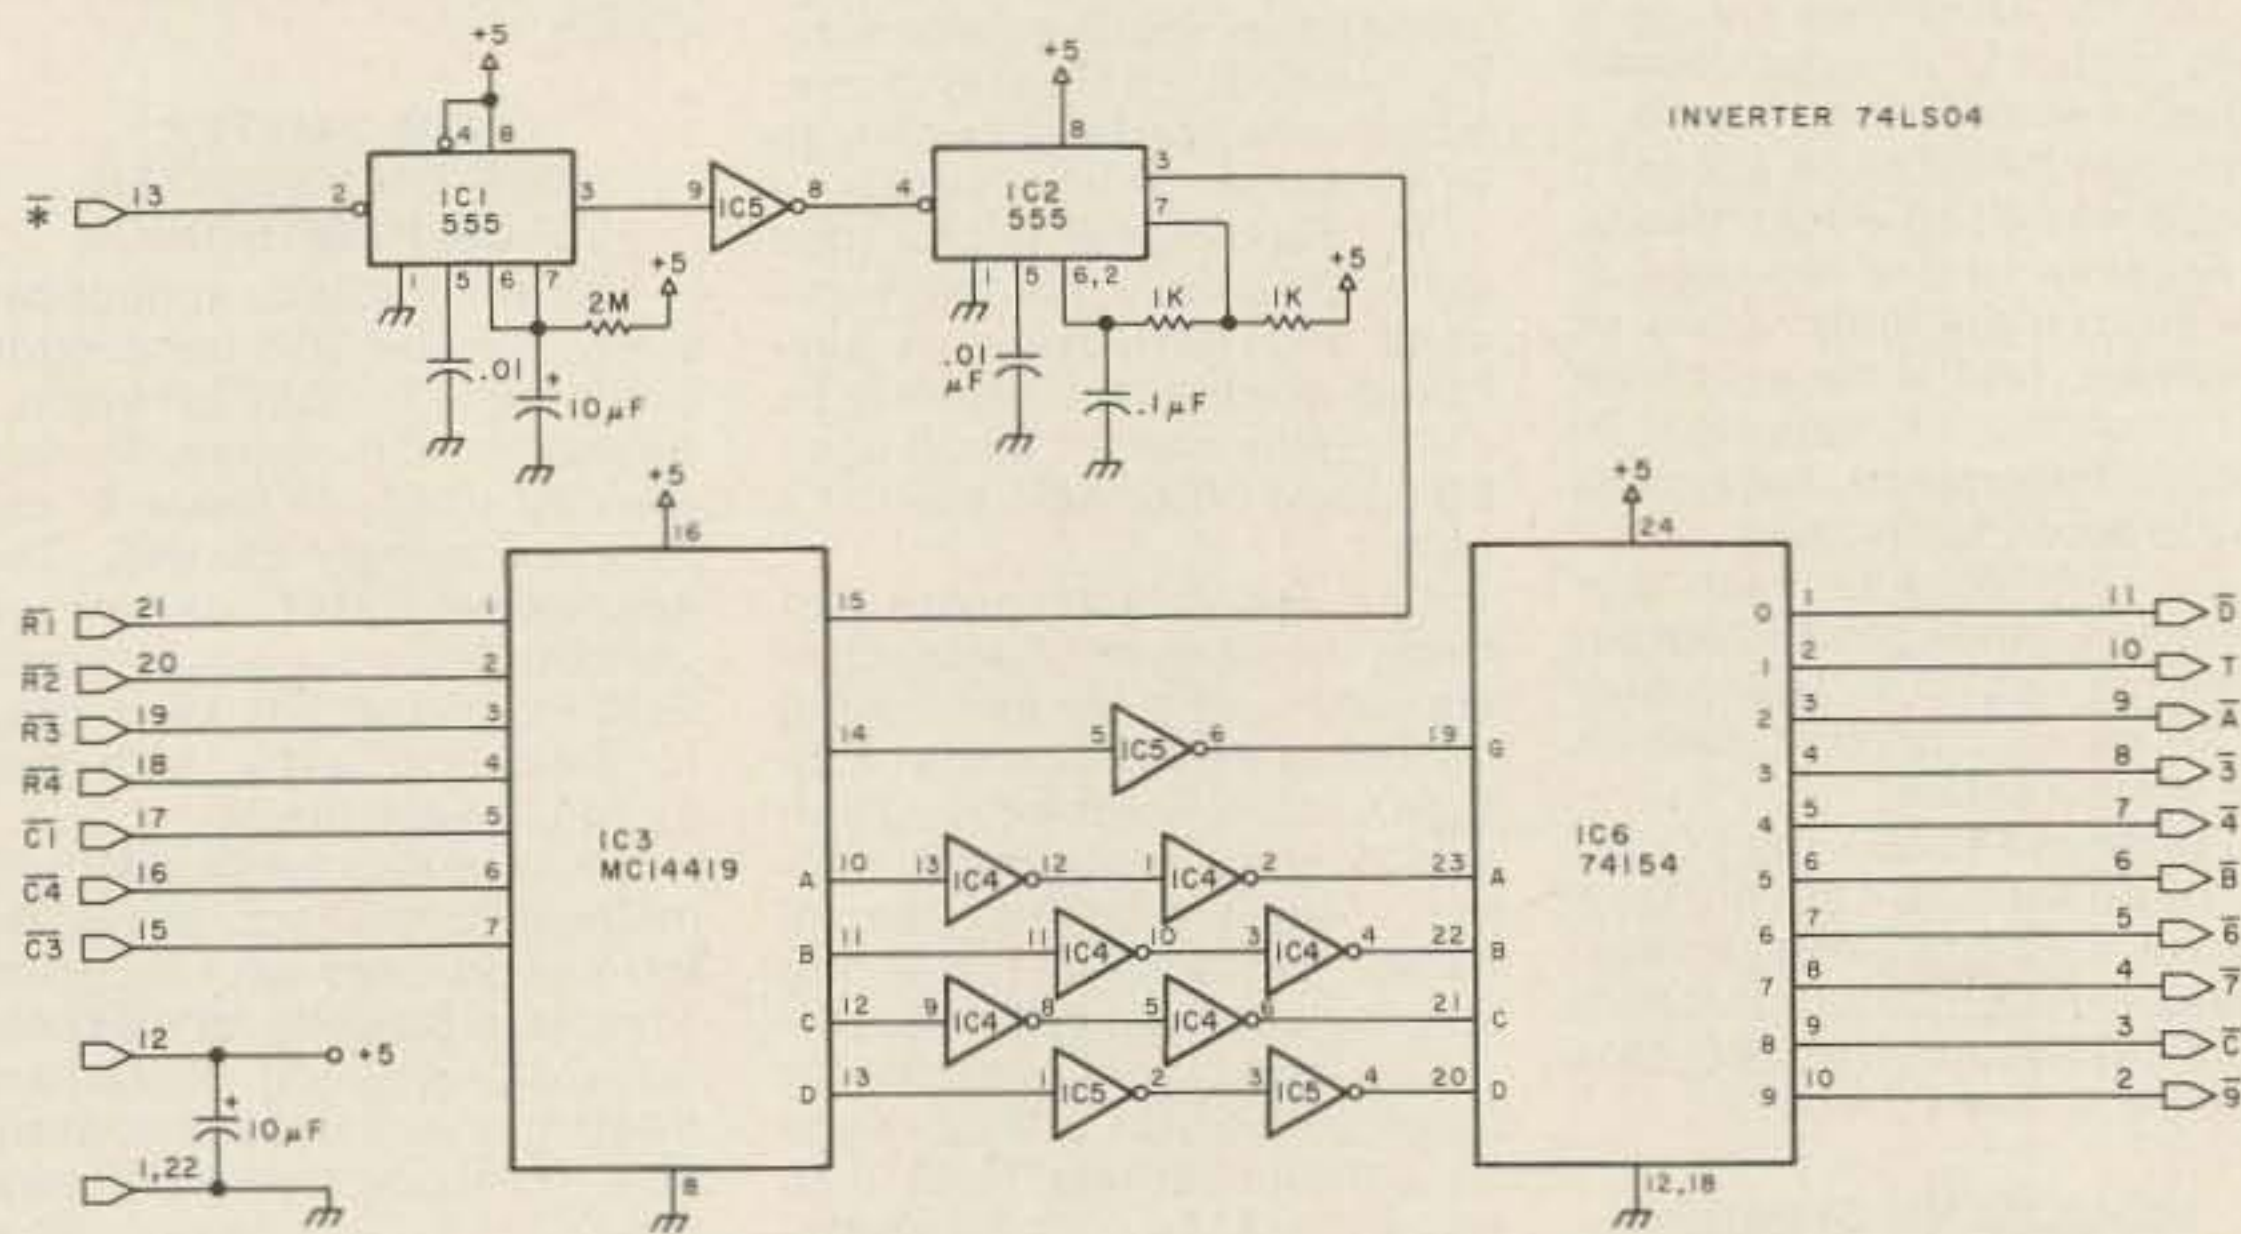 INVERTER 74LS04
+5
4 8
* 13 2 IC1 555 3
1 5 6 7
.01
10µF
2M
+5
9 IC5 8
+5
8
4 IC2 555 3
7
1 5 6,2
.01 µF
.1µF
1K 1K
+5
+5
16
R1 21 1
R2 20 2
R3 19 3
R4 18 4
C1 17 5
C4 16 6
C3 15 7
IC3
MC14419
15
14 5 IC5 6 19 G
A 10 13 IC4 12 1 IC4 2 23 A
B 11 11 IC4 10 3 IC4 4 22 B
C 12 9 IC4 8 5 IC4 6 21 C
D 13 1 IC5 2 3 IC5 4 20 D
8
12 +5
10µF
1,22
+5
24
IC6
74154
0 1 11 D
1 2 10 T
2 3 9 A
3 4 8 3
4 5 7 4
5 6 6 B
6 7 5 6
7 8 4 7
8 9 3 C
9 10 2 9
12,18